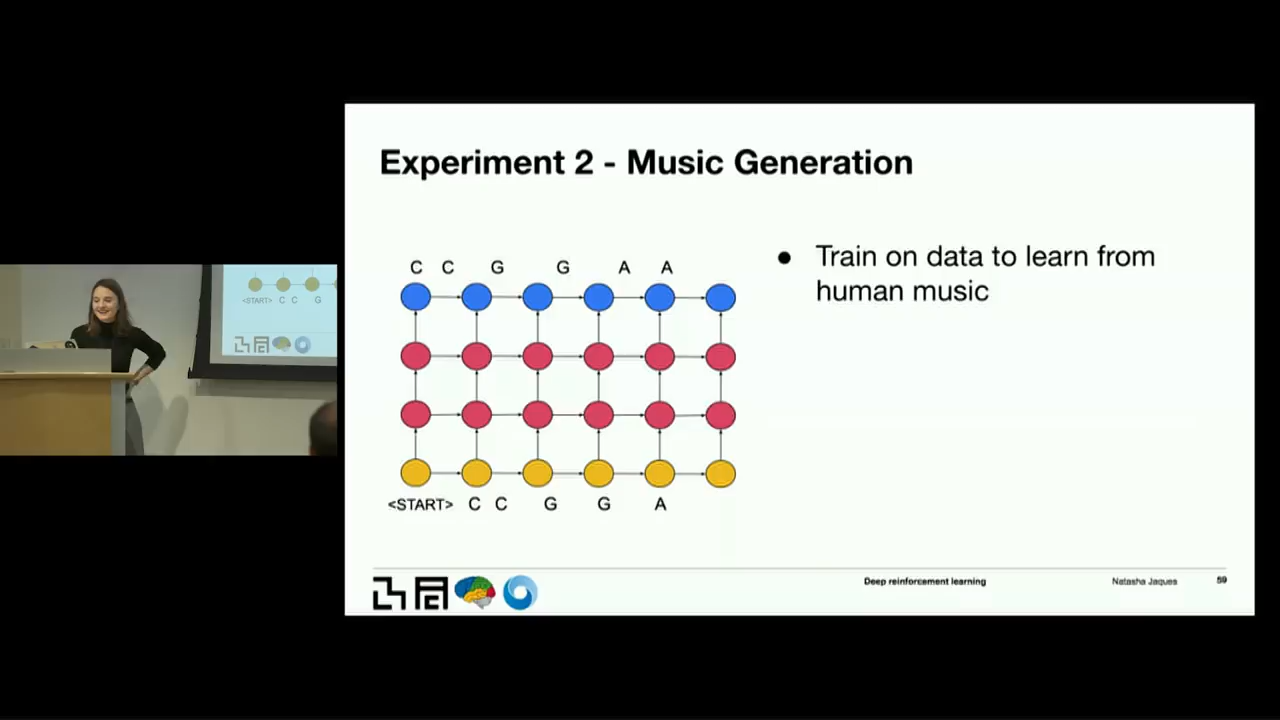 Experiment 2 - Music Generation
C C G G A A
● Train on data to learn from
human music
<START> C C G G A
Deep reinforcement learning
Natasha Jaques
59
<START> C C G